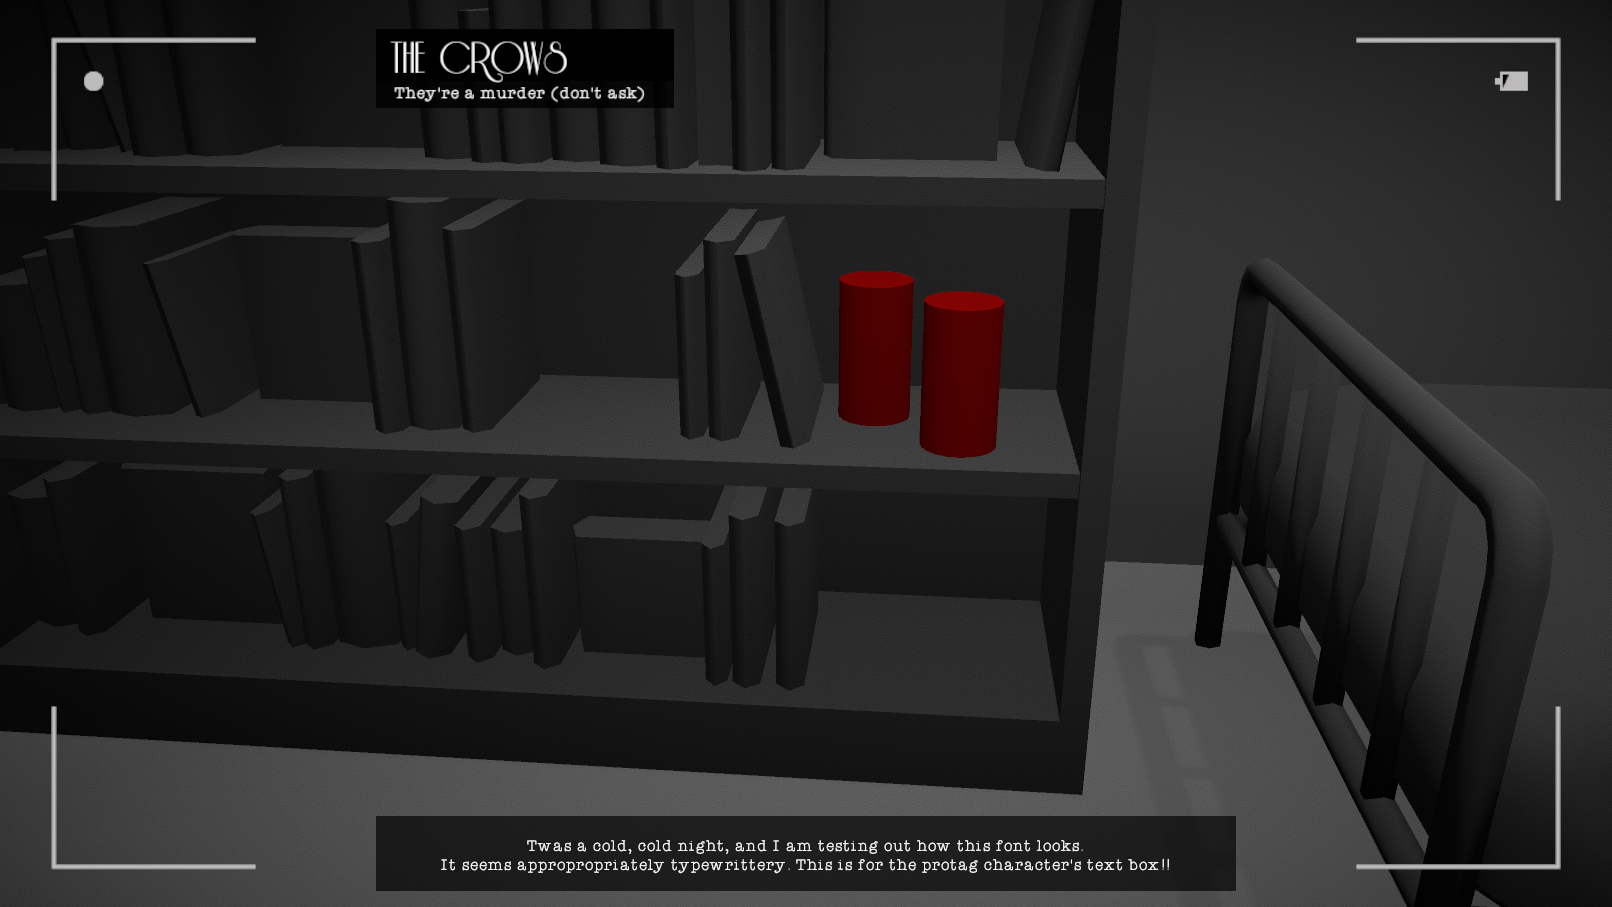 THE CROWS
They're a murder (don't ask)
Twas a cold, cold night, and I am testing out how this font looks.
It seems appropropriately typewrittery. This is for the protag character's text box!!